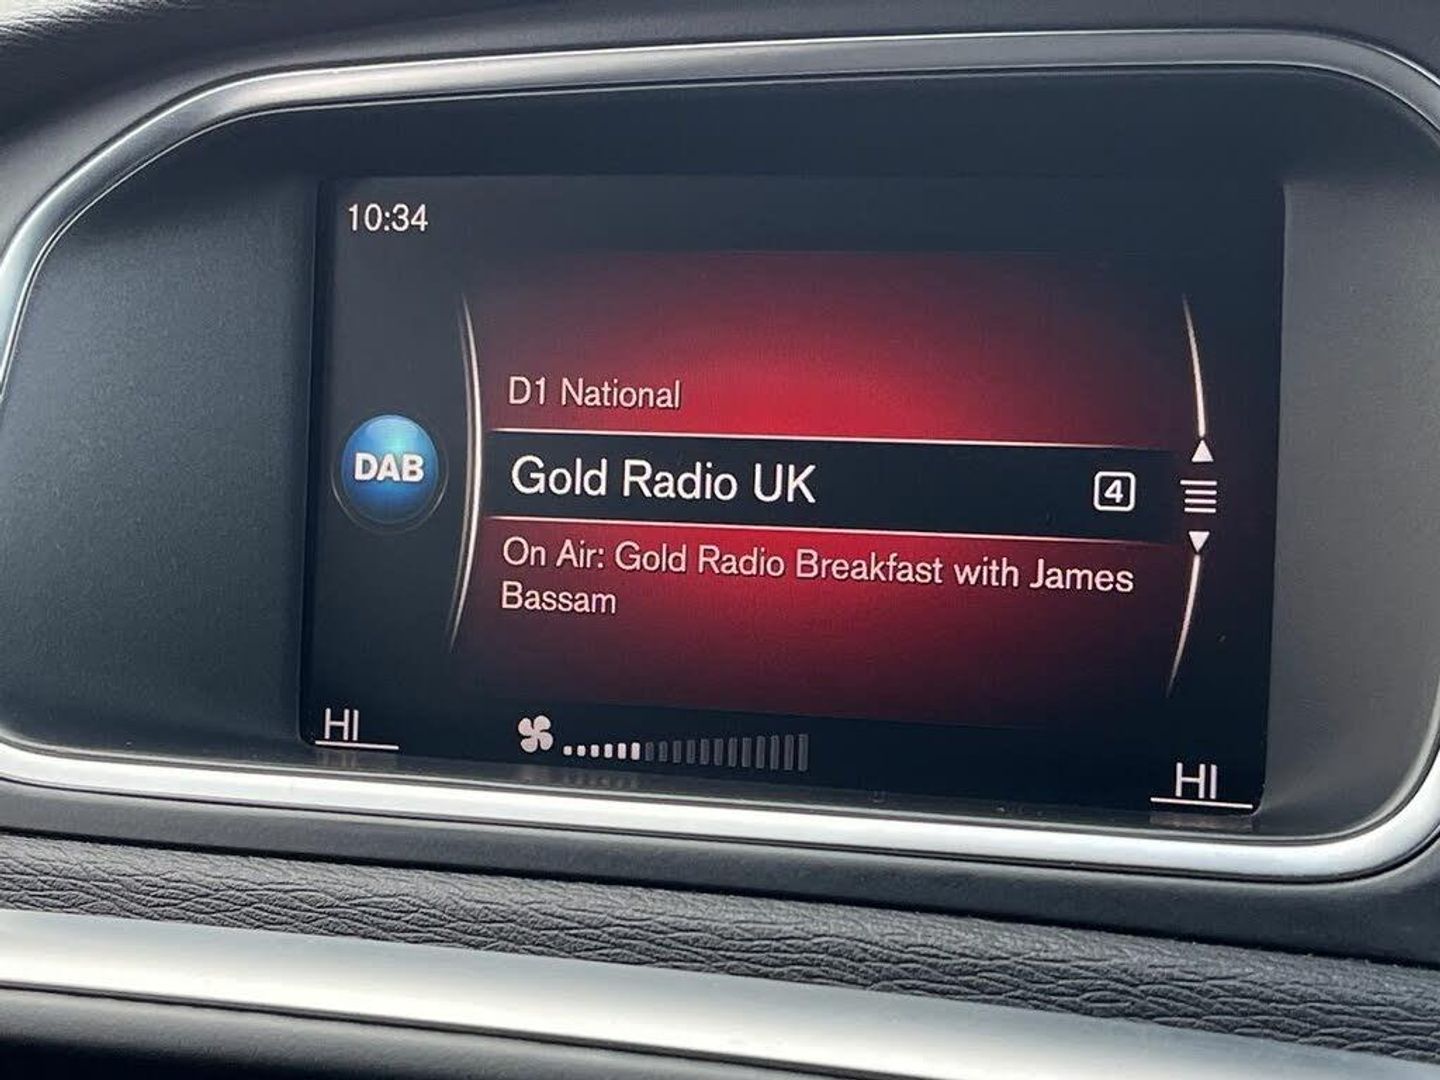 10:34
D1 National
DAB
Gold Radio UK
4
On Air: Gold Radio Breakfast with James
Bassam
HI
HI